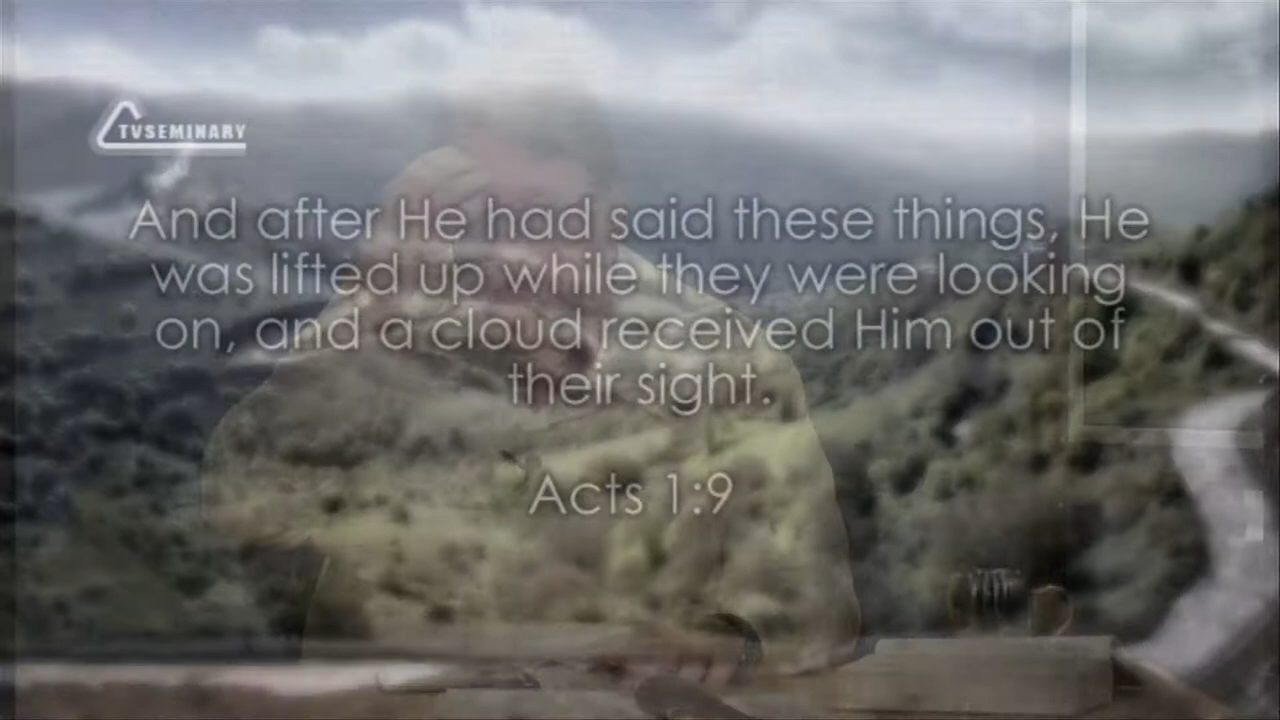 TVSEMINARY
And after He had said these things, He
was lifted up while they were looking
on, and a cloud received Him out of
their sight.
Acts 1:9